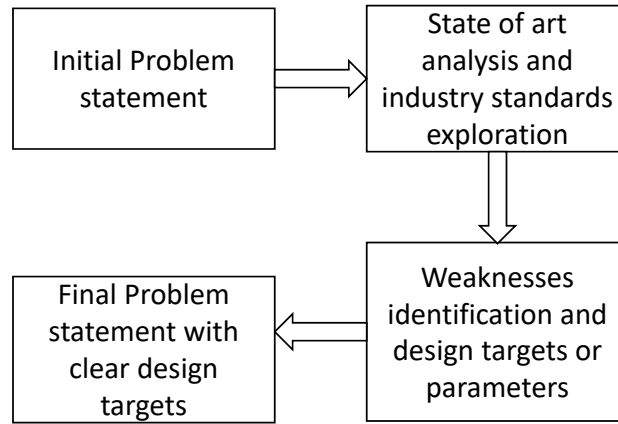 Initial Problem
statement
State of art
analysis and
industry standards
exploration
Weaknesses
identification and
design targets or
parameters
Final Problem
statement with
clear design
targets